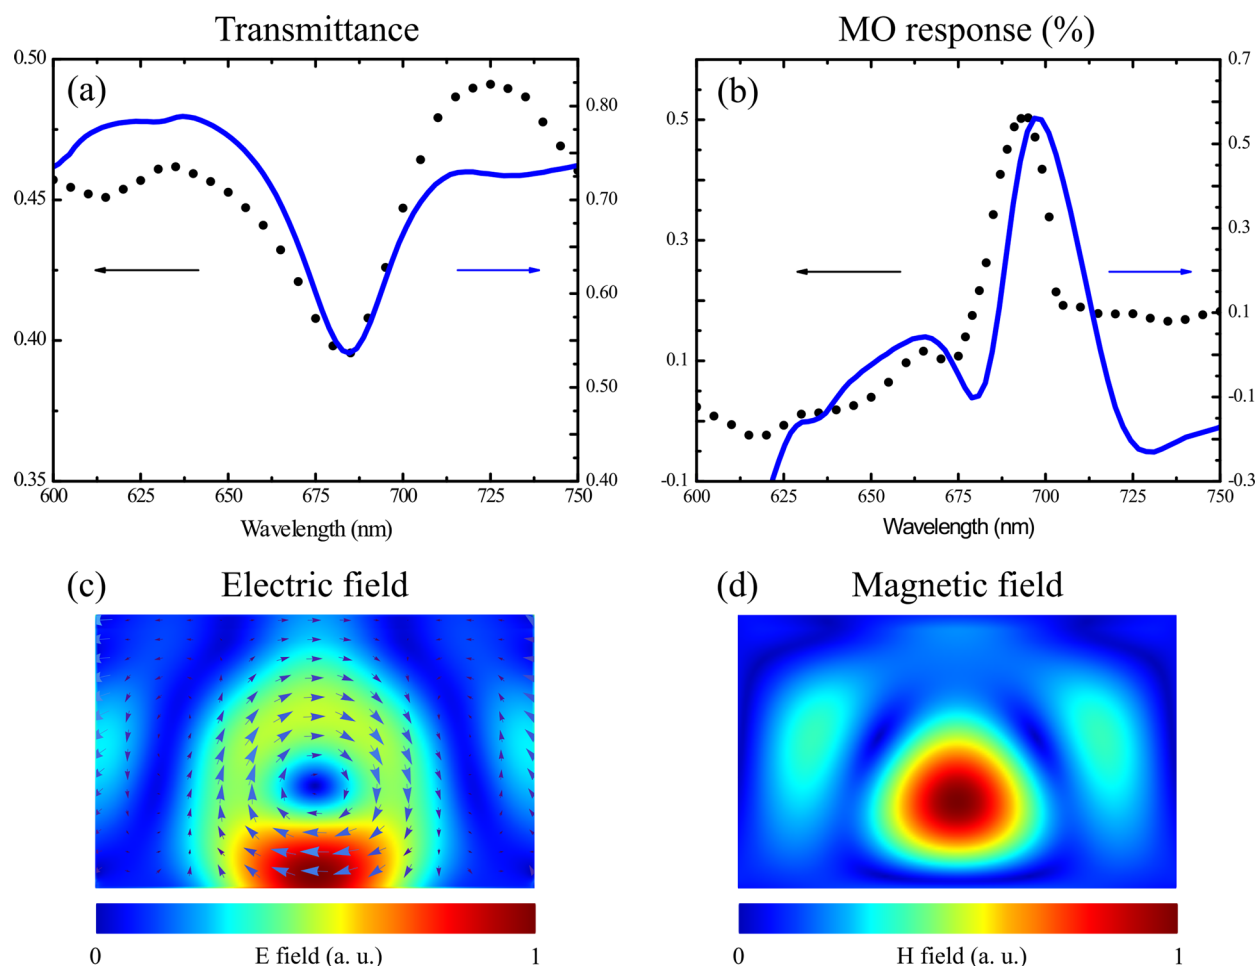 Transmittance
MO response (%)
(a)
0.50
0.45
0.40
0.35
0.80
0.70
0.60
0.50
0.40
600 625 650 675 700 725 750
Wavelength (nm)
(b)
0.5
0.3
0.1
-0.1
0.7
0.5
0.3
0.1
-0.1
-0.3
600 625 650 675 700 725 750
Wavelength (nm)
(c) Electric field
(d) Magnetic field
0 E field (a. u.) 1
0 H field (a. u.) 1